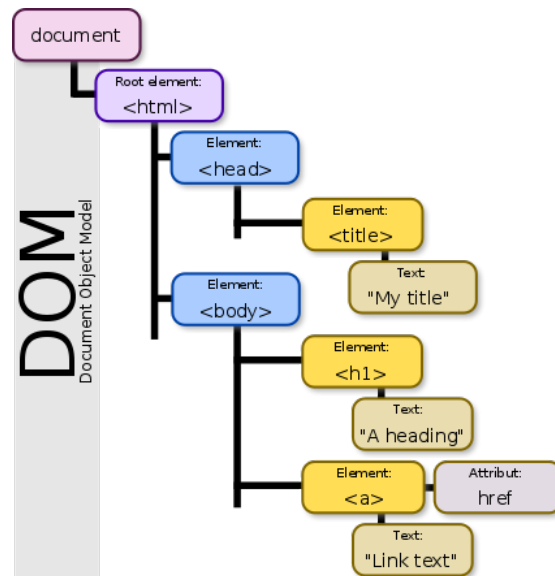 document
Root element:
<html>
Element:
<head>
Element:
<title>
Text
"My title"
Element:
<body>
Element:
<h1>
Text:
"A heading"
Element:
<a>
Attribut:
href
Text:
"Link text"
DOM
Document Object Model